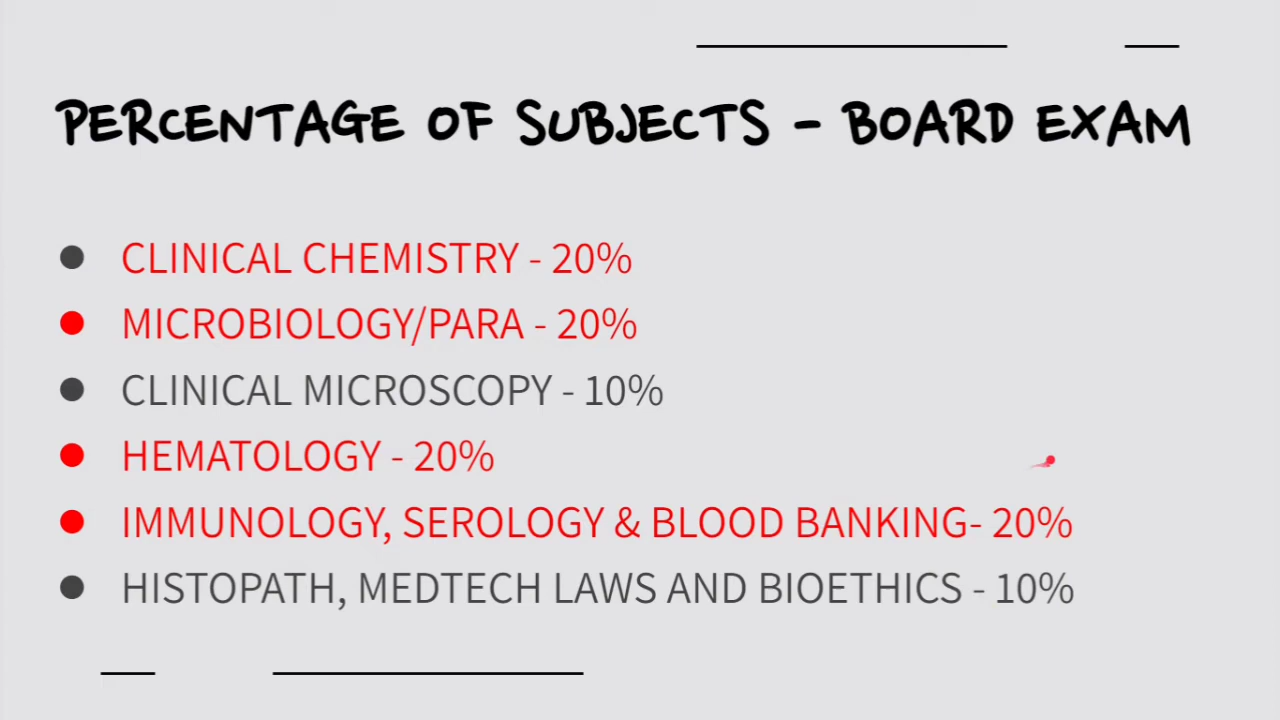 PERCENTAGE OF SUBJECTS - BOARD EXAM
CLINICAL CHEMISTRY - 20%
MICROBIOLOGY/PARA - 20%
CLINICAL MICROSCOPY - 10%
HEMATOLOGY - 20%
IMMUNOLOGY, SEROLOGY & BLOOD BANKING- 20%
HISTOPATH, MEDTECH LAWS AND BIOETHICS - 10%